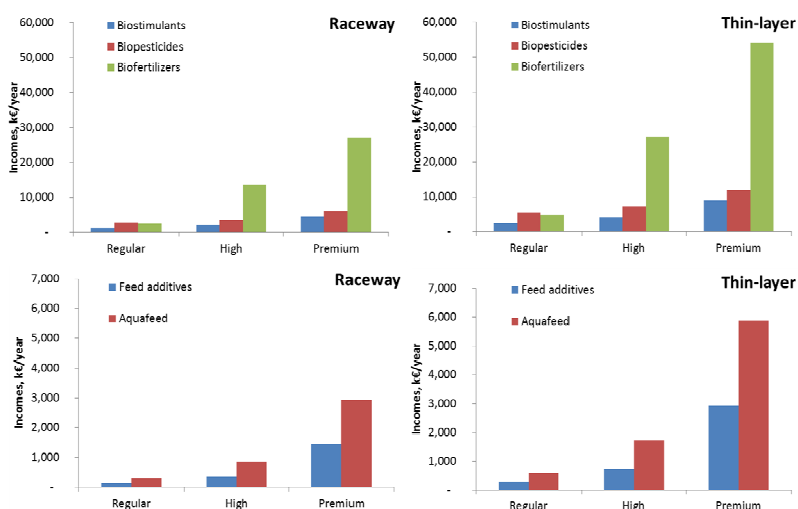 Raceway
60,000
50,000
40,000
30,000
20,000
10,000
-
Incomes, k€/year
Biostimulants
Biopesticides
Biofertilizers
Regular High Premium
Thin-layer
60,000
50,000
40,000
30,000
20,000
10,000
-
Incomes, k€/year
Biostimulants
Biopesticides
Biofertilizers
Regular High Premium
Raceway
7,000
6,000
5,000
4,000
3,000
2,000
1,000
-
Incomes, k€/year
Feed additives
Aquafeed
Regular High Premium
Thin-layer
7,000
6,000
5,000
4,000
3,000
2,000
1,000
-
Incomes, k€/year
Feed additives
Aquafeed
Regular High Premium